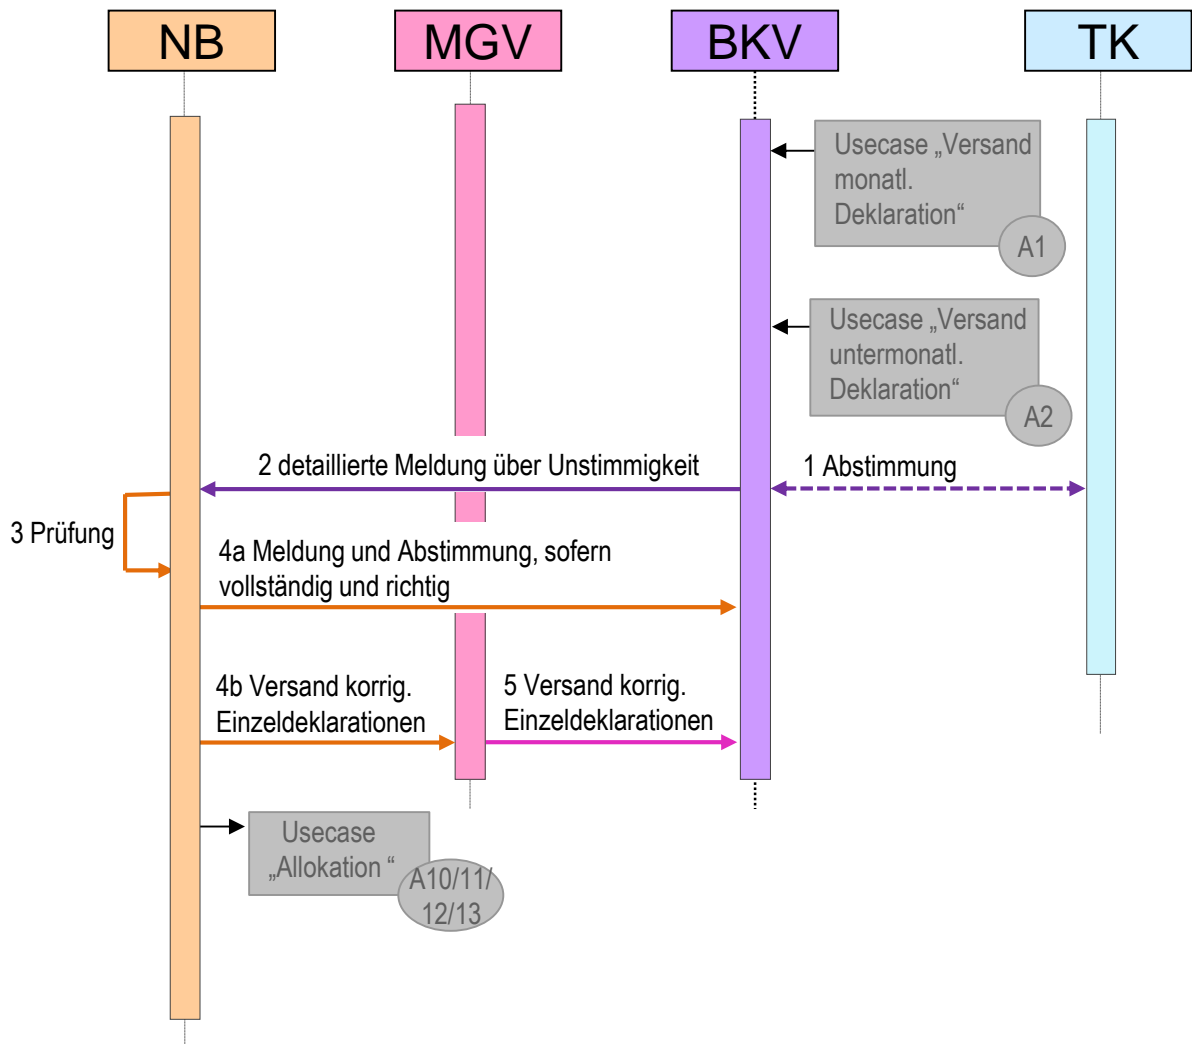 NB
MGV
BKV
TK
Usecase „Versand
monatl.
Deklaration“
A1
Usecase „Versand
untermonatl.
Deklaration“
A2
2 detaillierte Meldung über Unstimmigkeit
1 Abstimmung
3 Prüfung
4a Meldung und Abstimmung, sofern
vollständig und richtig
4b Versand korrig.
Einzeldeklarationen
5 Versand korrig.
Einzeldeklarationen
Usecase
„Allokation “
A10/11/
12/13